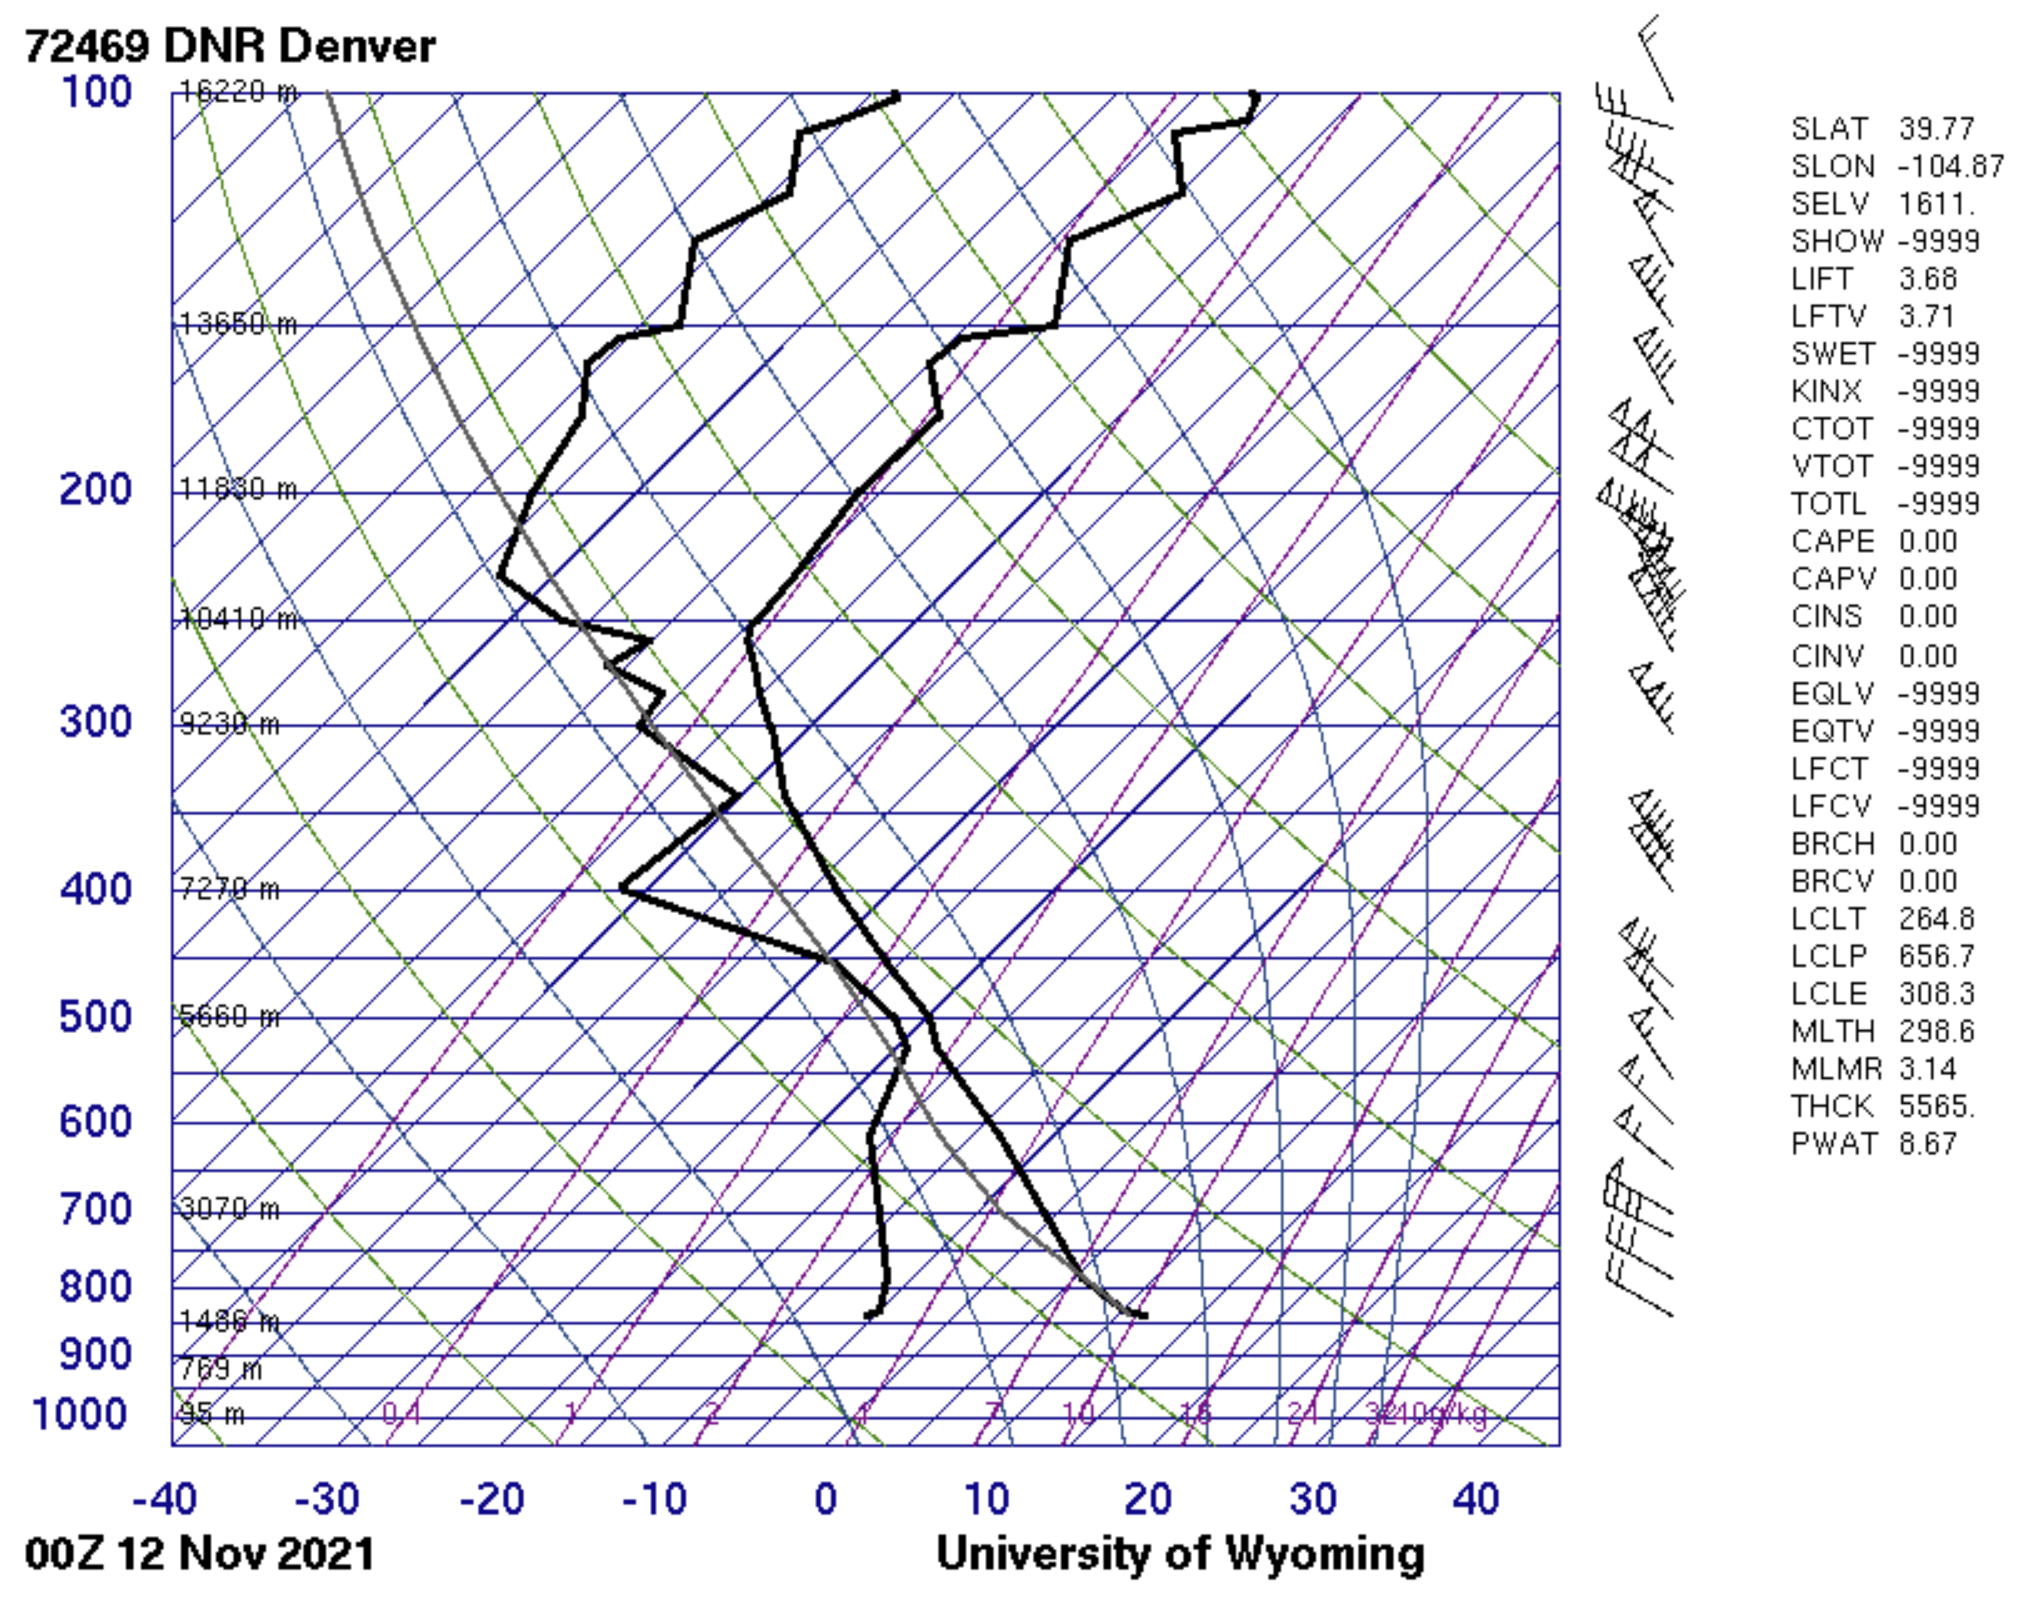 72469 DNR Denver
100
16220 m
13650 m
200
11830 m
10410 m
300
9230 m
400
7270 m
500
5660 m
600
700
3070 m
800
1486 m
900
769 m
1000
95 m
0.4
1
2
4
7
10
16
24
32
40g/kg
-40
-30
-20
-10
0
10
20
30
40
00Z 12 Nov 2021
University of Wyoming
SLAT 39.77
SLON -104.87
SELV 1611.
SHOW -9999
LIFT 3.68
LFTV 3.71
SWET -9999
KINX -9999
CTOT -9999
VTOT -9999
TOTL -9999
CAPE 0.00
CAPV 0.00
CINS 0.00
CINV 0.00
EQLV -9999
EQTV -9999
LFCT -9999
LFCV -9999
BRCH 0.00
BRCV 0.00
LCLT 264.8
LCLP 656.7
LCLE 308.3
MLTH 298.6
MLMR 3.14
THCK 5565.
PWAT 8.67